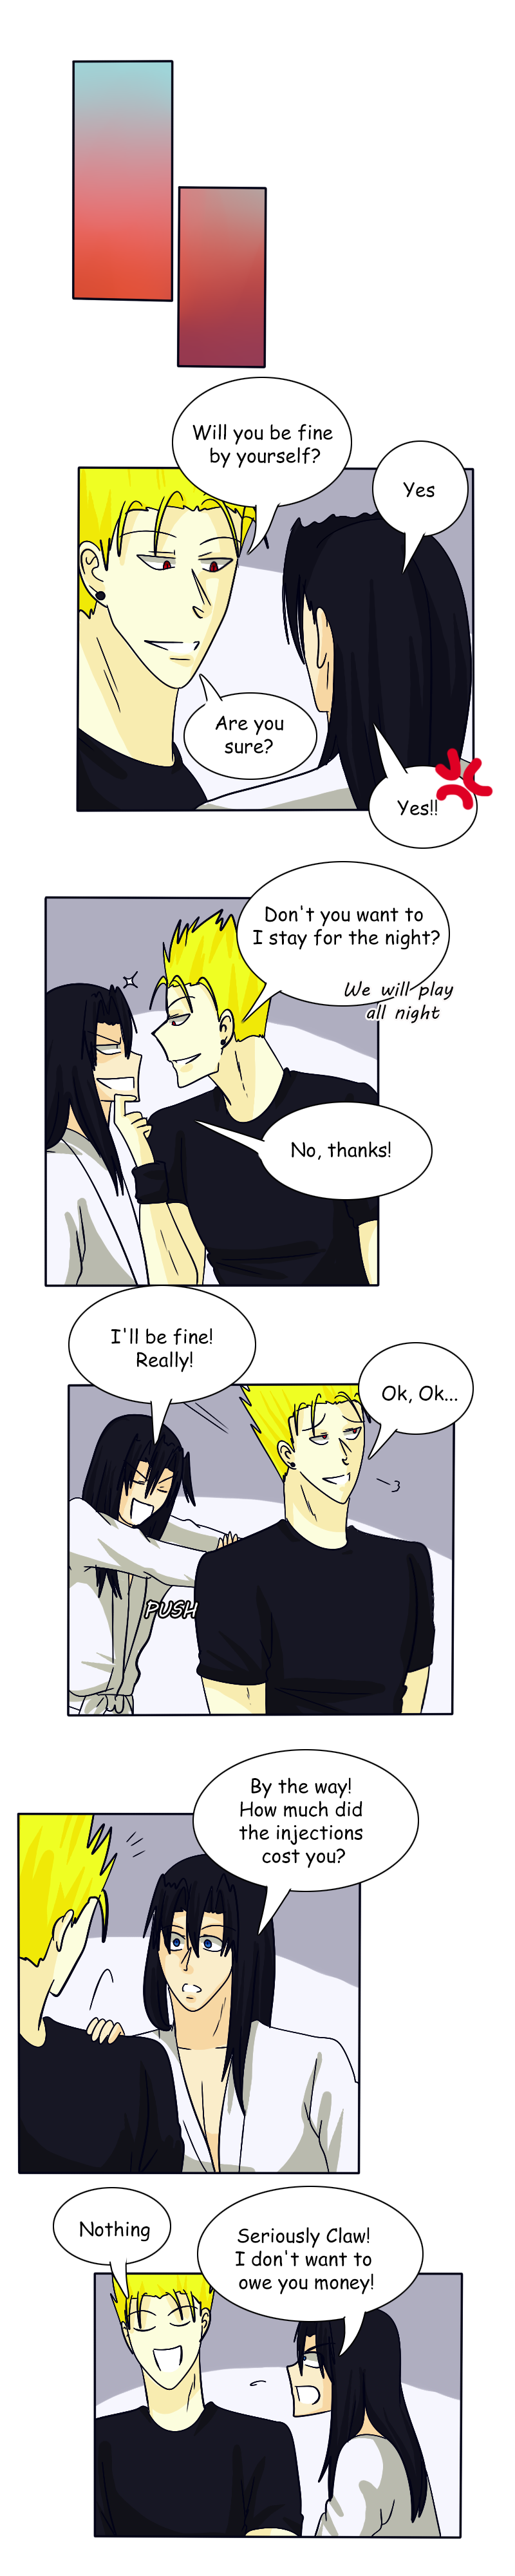 Will you be fine
by yourself?
Yes
Are you
sure?
Yes!!
Don't you want to
I stay for the night?
We will play
all night
No, thanks!
I'll be fine!
Really!
Ok, Ok...
PUSH
By the way!
How much did
the injections
cost you?
Nothing
Seriously Claw!
I don't want to
owe you money!